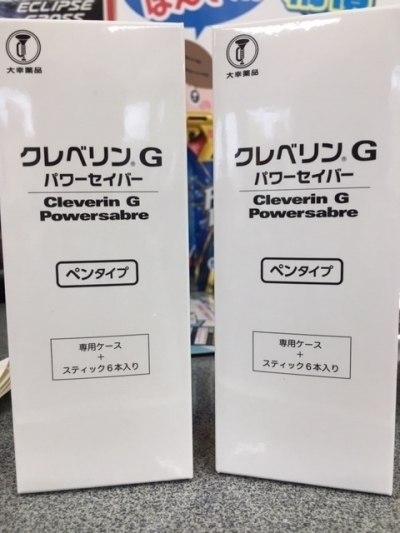 ECLIPSE
CROSS
大幸薬品
クレベリン® G
パワーセイバー
Cleverin G
Powersabre
ペンタイプ
専用ケース
+
スティック6本入り
大幸薬品
クレベリン® G
パワーセイバー
Cleverin G
Powersabre
ペンタイプ
専用ケース
+
スティック6本入り